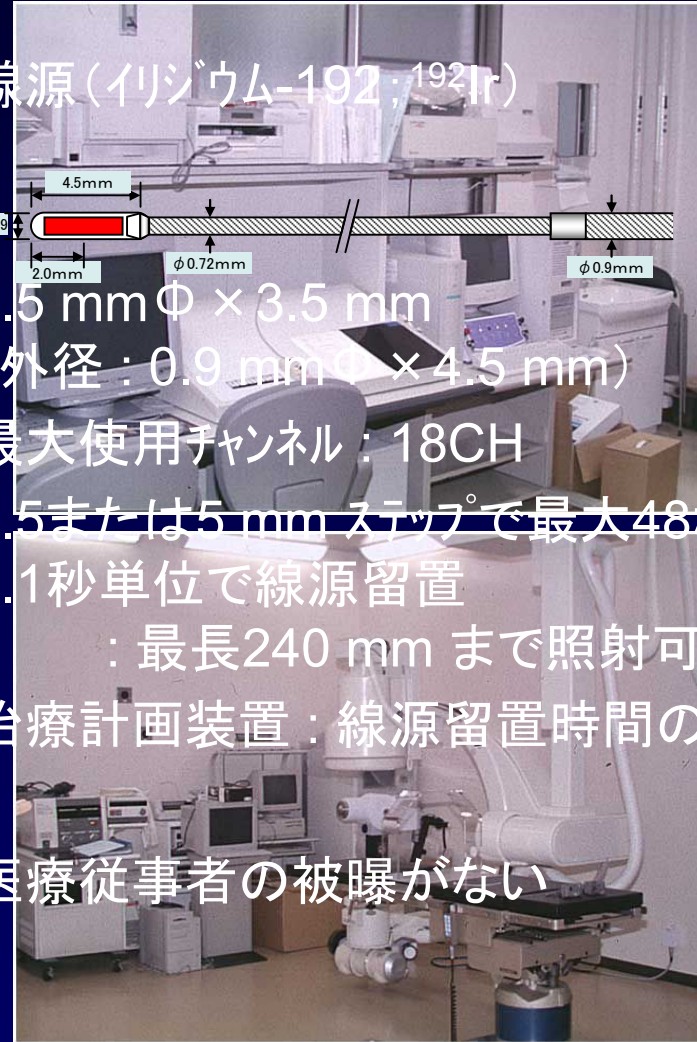 線源（イリジウム-192；192Ir）
4.5mm
9
2.0mm
φ0.72mm
φ0.9mm
.5 mmΦ × 3.5 mm
外径：0.9 mmΦ × 4.5 mm）
最大使用チャンネル：18CH
.5または5 mm ステップで最大48
.1秒単位で線源留置
：最長240 mm まで照射可
治療計画装置：線源留置時間の
医療従事者の被曝がない